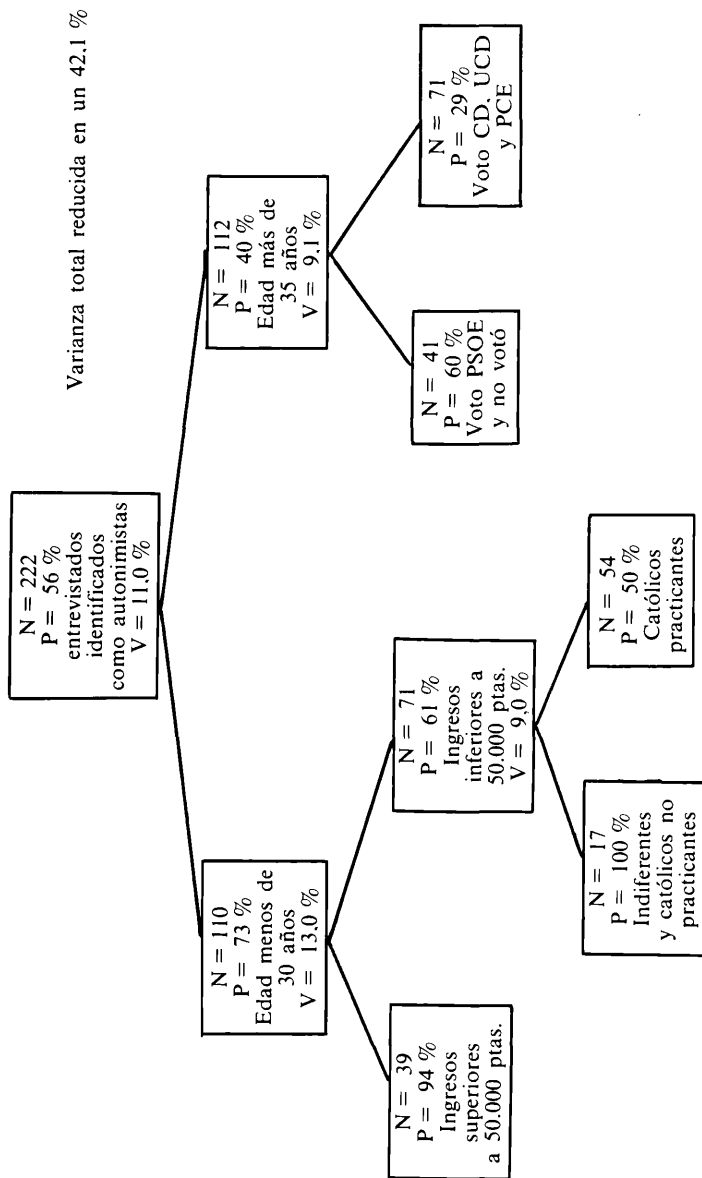 Varianza total reducida en un 42.1 %
N = 222
P = 56 %
entrevistados
identificados
como autonimistas
V = 11.0 %
N = 110
P = 73 %
Edad menos de
30 años
V = 13.0 %
N = 112
P = 40 %
Edad más de
35 años
V = 9.1 %
N = 39
P = 94 %
Ingresos
superiores
a 50.000 ptas.
N = 71
P = 61 %
Ingresos
inferiores a
50.000 ptas.
V = 9.0 %
N = 41
P = 60 %
Voto PSOE
y no votó
N = 71
P = 29 %
Voto CD, UCD
y PCE
N = 17
P = 100 %
Indiferentes
y católicos no
practicantes
N = 54
P = 50 %
Católicos
practicantes